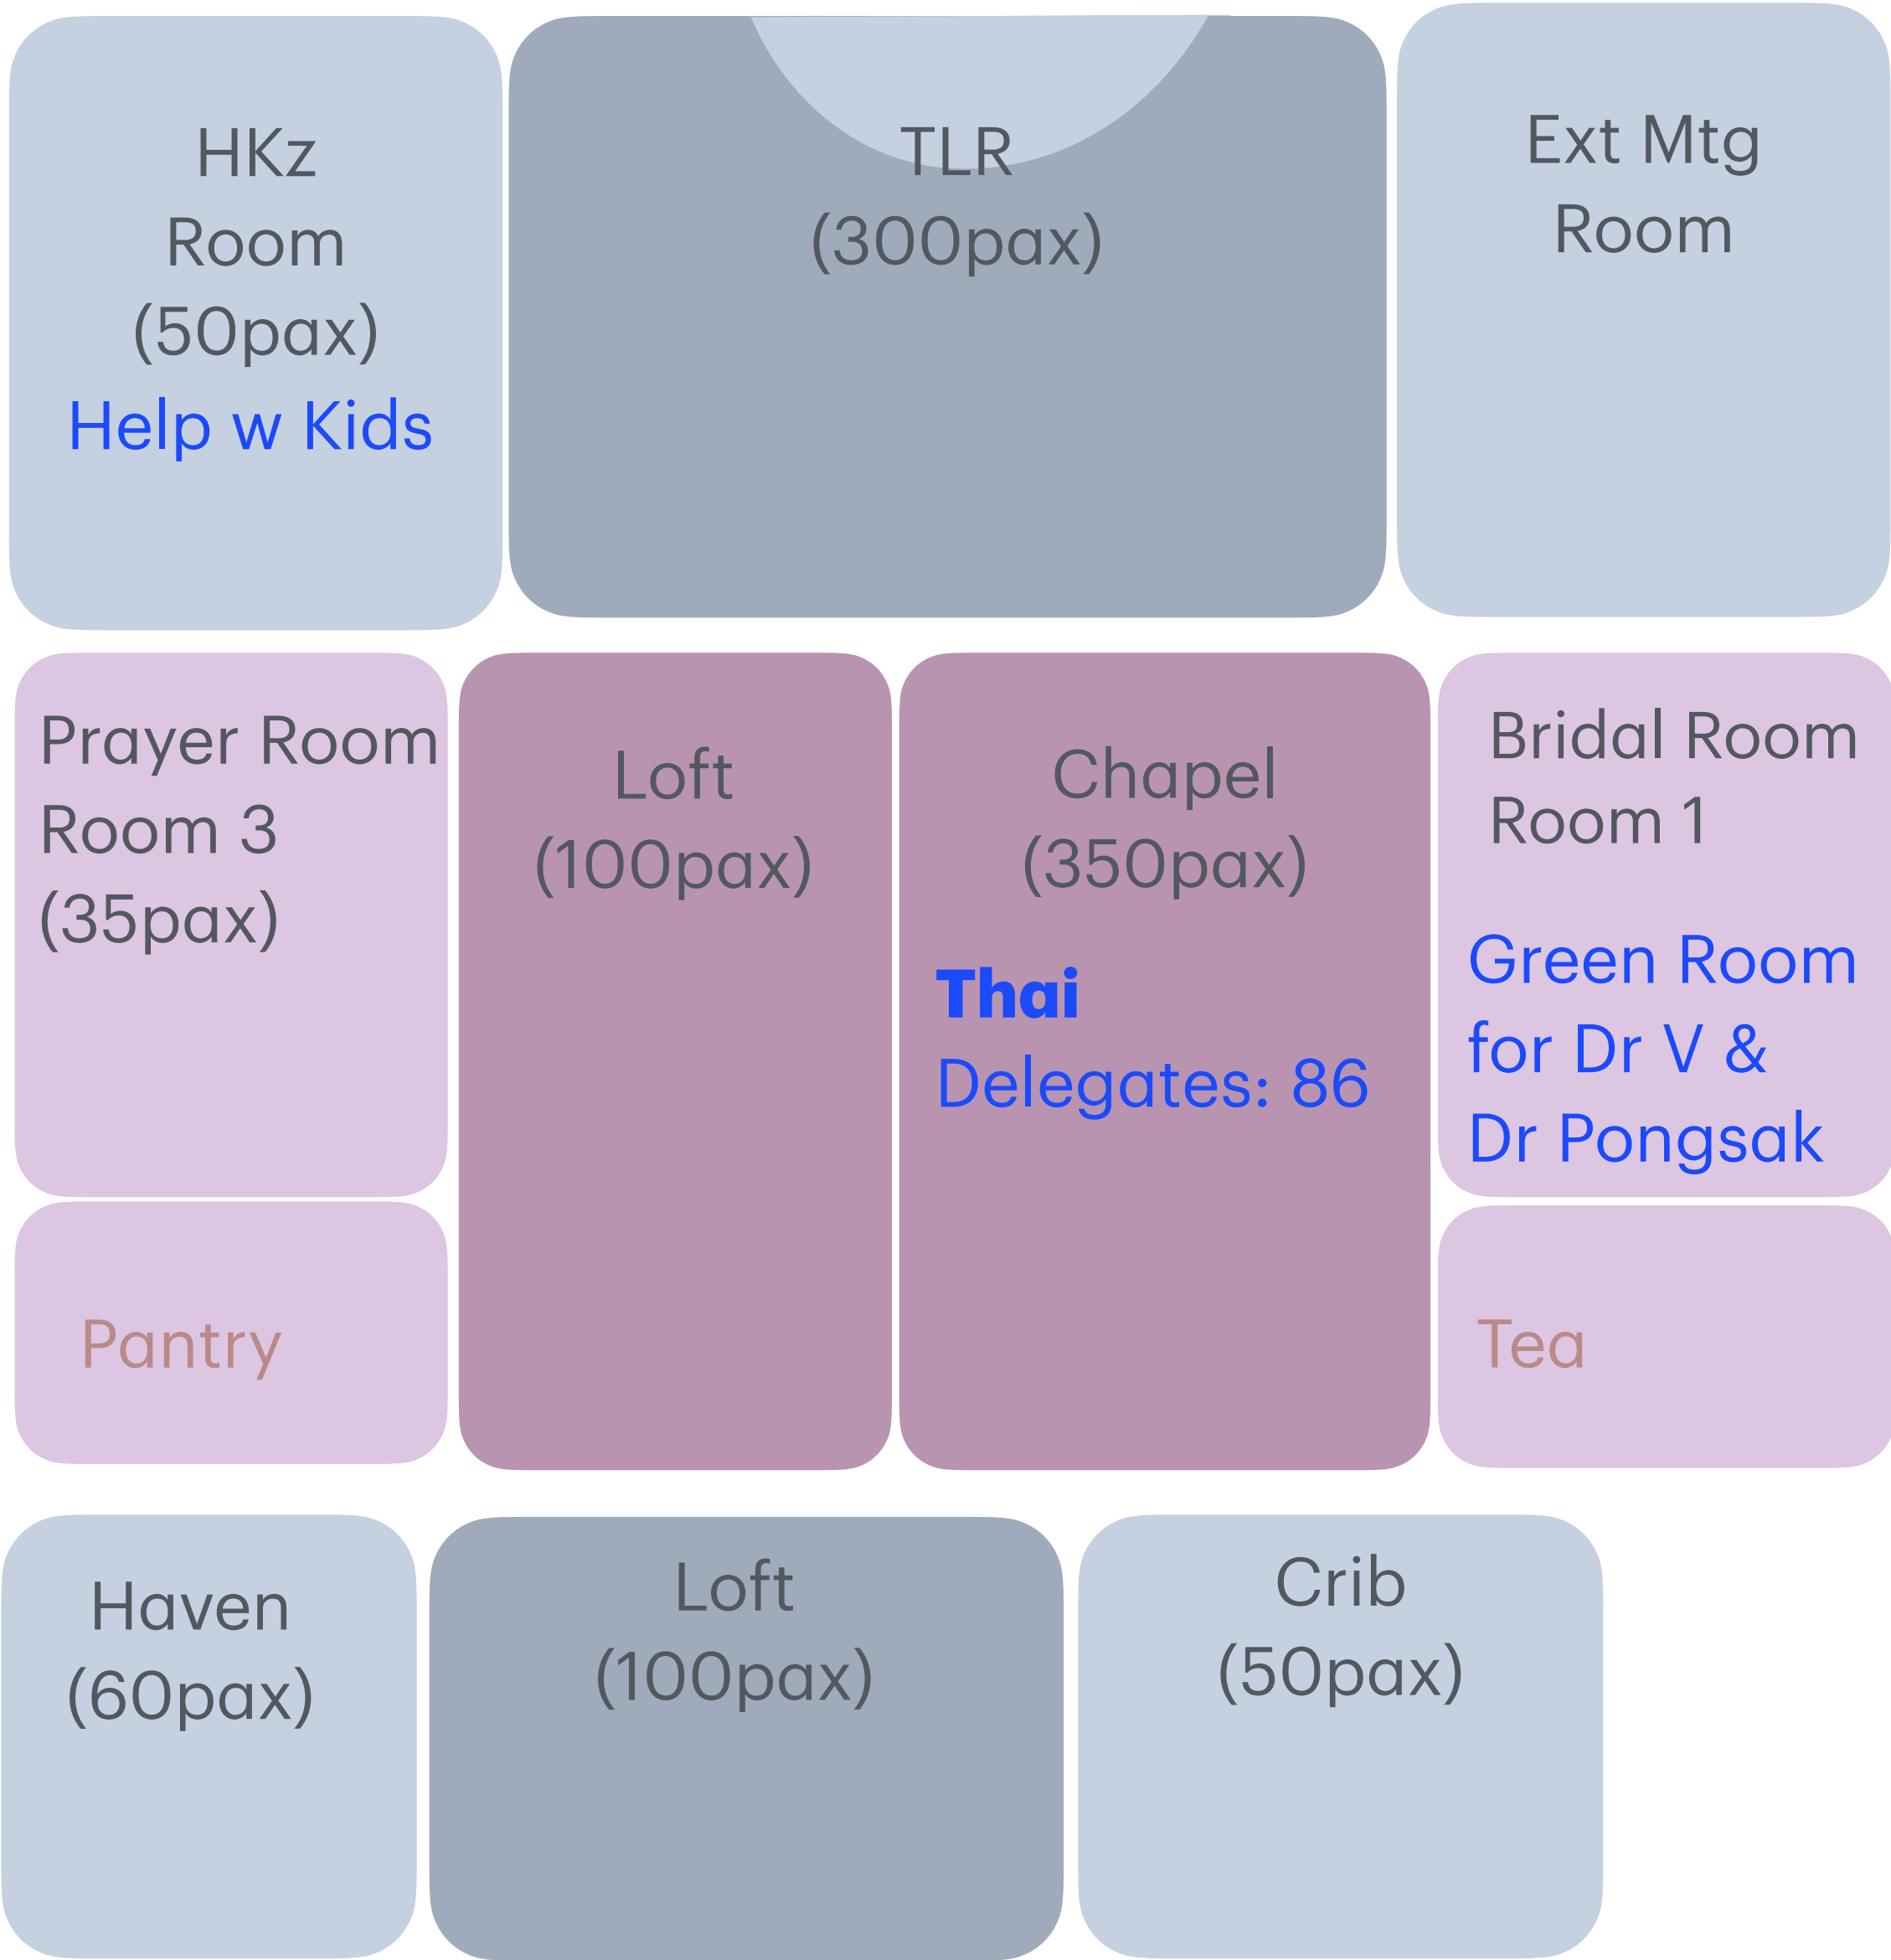 HKz
Room
(50pax)
Help w Kids
TLR
(300pax)
Ext Mtg
Room
Prayer Room
Room 3
(35pax)
Loft
(100pax)
Chapel
(350pax)
Thai
Delegates: 86
Bridal Room
Room 1
Green Room
for Dr V &
Dr Pongsak
Pantry
Tea
Haven
(60pax)
Loft
(100pax)
Crib
(50pax)